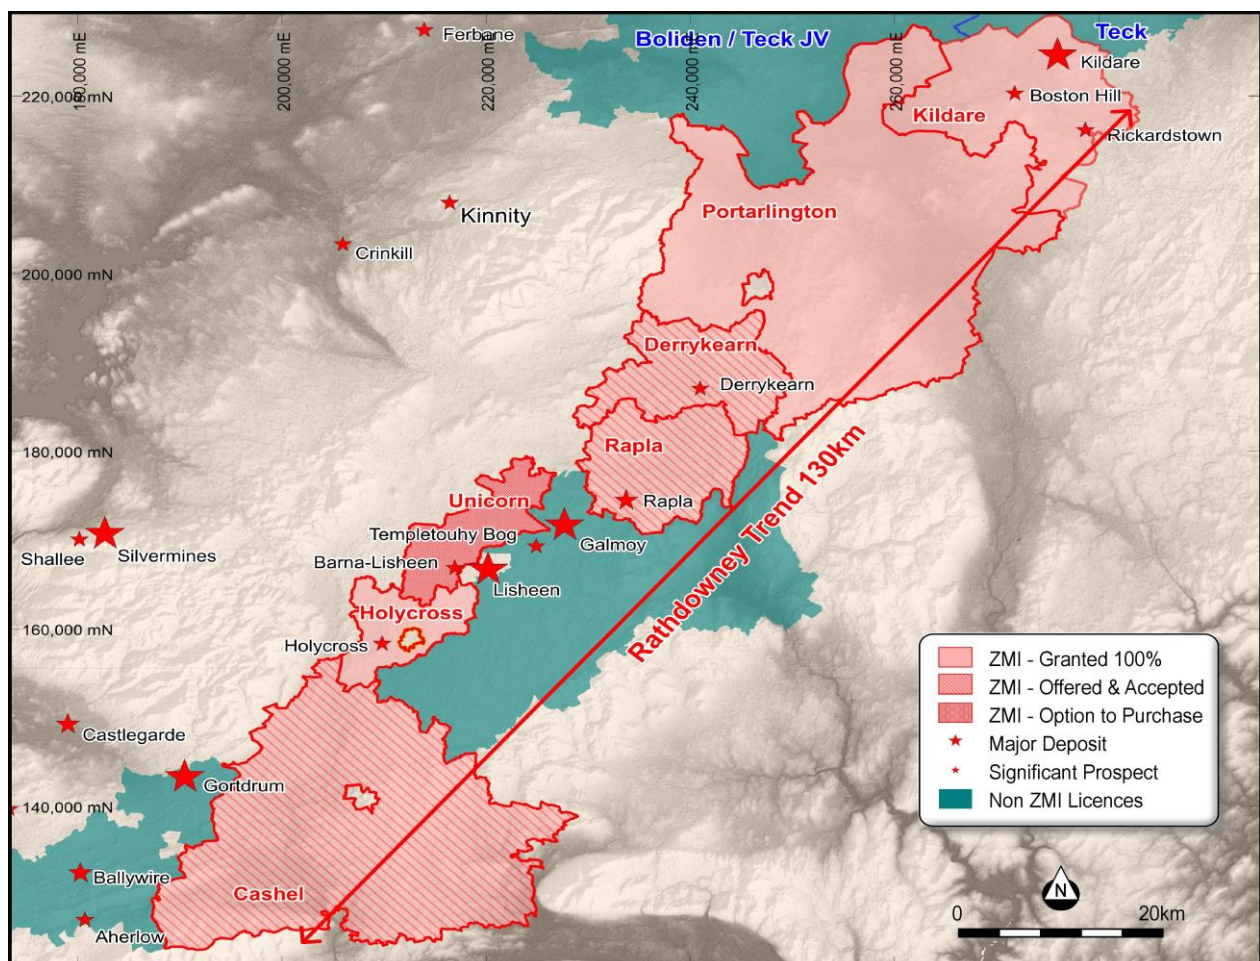 Ferbane
Boliden / Teck JV
Teck
180,000 mE
200,000 mE
220,000 mE
240,000 mE
260,000 mE
Kildare
220,000 mN
Boston Hill
Kildare
Rickardstown
Kinnity
Portarlington
Crinkill
200,000 mN
Derrykearn
Derrykearn
Rapla
180,000 mN
Unicorn
Rapla
Templetouhy Bog
Galmoy
Shallee
Silvermines
Barna-Lisheen
Lisheen
Rathdowney Trend 130km
Holycross
160,000 mN
Holycross
ZMI - Granted 100%
ZMI - Offered & Accepted
ZMI - Option to Purchase
Major Deposit
Significant Prospect
Non ZMI Licences
Castlegarde
Gortdrum
140,000 mN
Ballywire
Cashel
Aherlow
N
0 20km